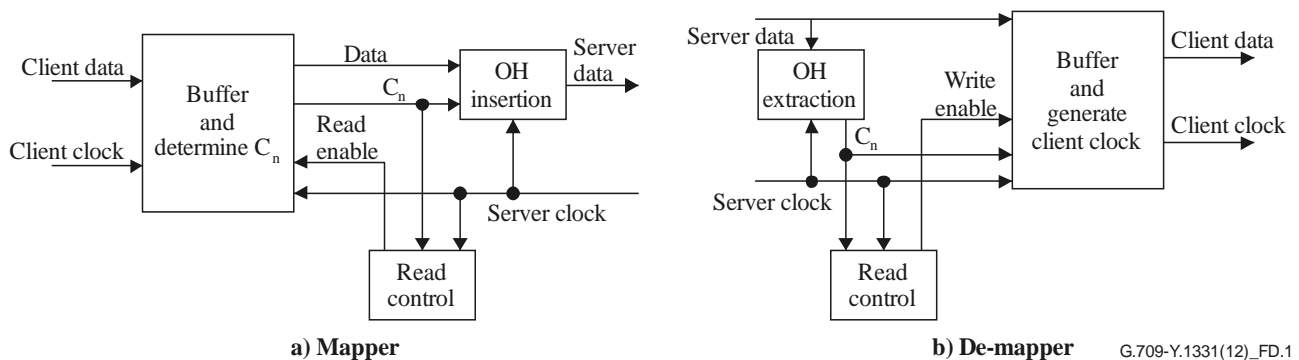 Client data
Client clock
Buffer
and
determine Cn
Data
Cn
Read
enable
OH
insertion
Server
data
Server clock
Read
control
a) Mapper
Server data
OH
extraction
Cn
Write
enable
Server clock
Buffer
and
generate
client clock
Client data
Client clock
Read
control
b) De-mapper
G.709-Y.1331(12)_FD.1